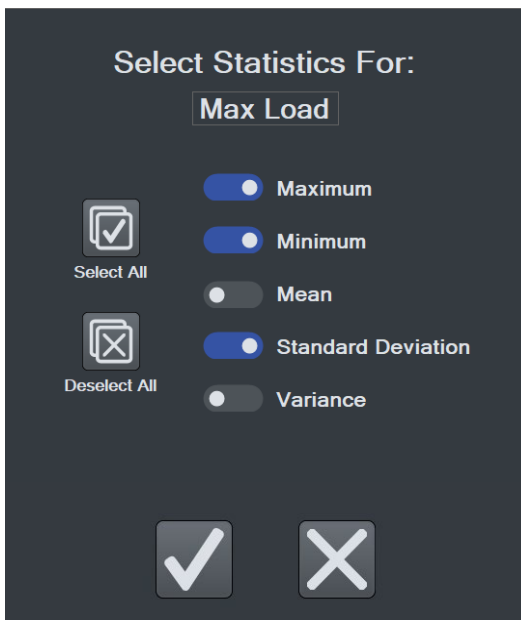 Select Statistics For:
Max Load
Maximum
Minimum
Select All
Mean
Standard Deviation
Deselect All
Variance